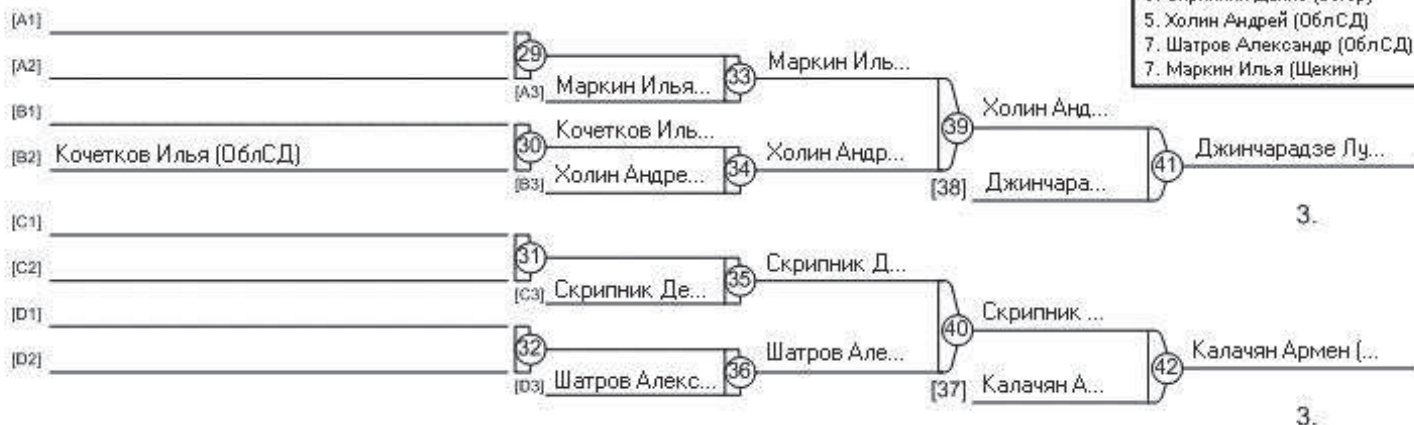 5. Холин Андрей (ОблСД)
7. Шатров Александр (ОблСД)
7. Маркин Илья (Щекин)
[A1]
29
[A2]
Маркин Иль...
[A3] Маркин Илья... 33
[B1]
Холин Анд...
Кочетков Иль...
39
[B2] Кочетков Илья (ОблСД)
30
Холин Андр...
Джинчарадзе Лу...
[B3] Холин Андре... 34
41
[38] Джинчара...
3.
[C1]
31
[C2]
Скрипник Д...
[C3] Скрипник Де... 35
[D1]
Скрипник ...
40
32
[D2]
Шатров Але...
Калачян Армен (...
[D3] Шатров Алекс... 36
42
[37] Калачян А...
3.